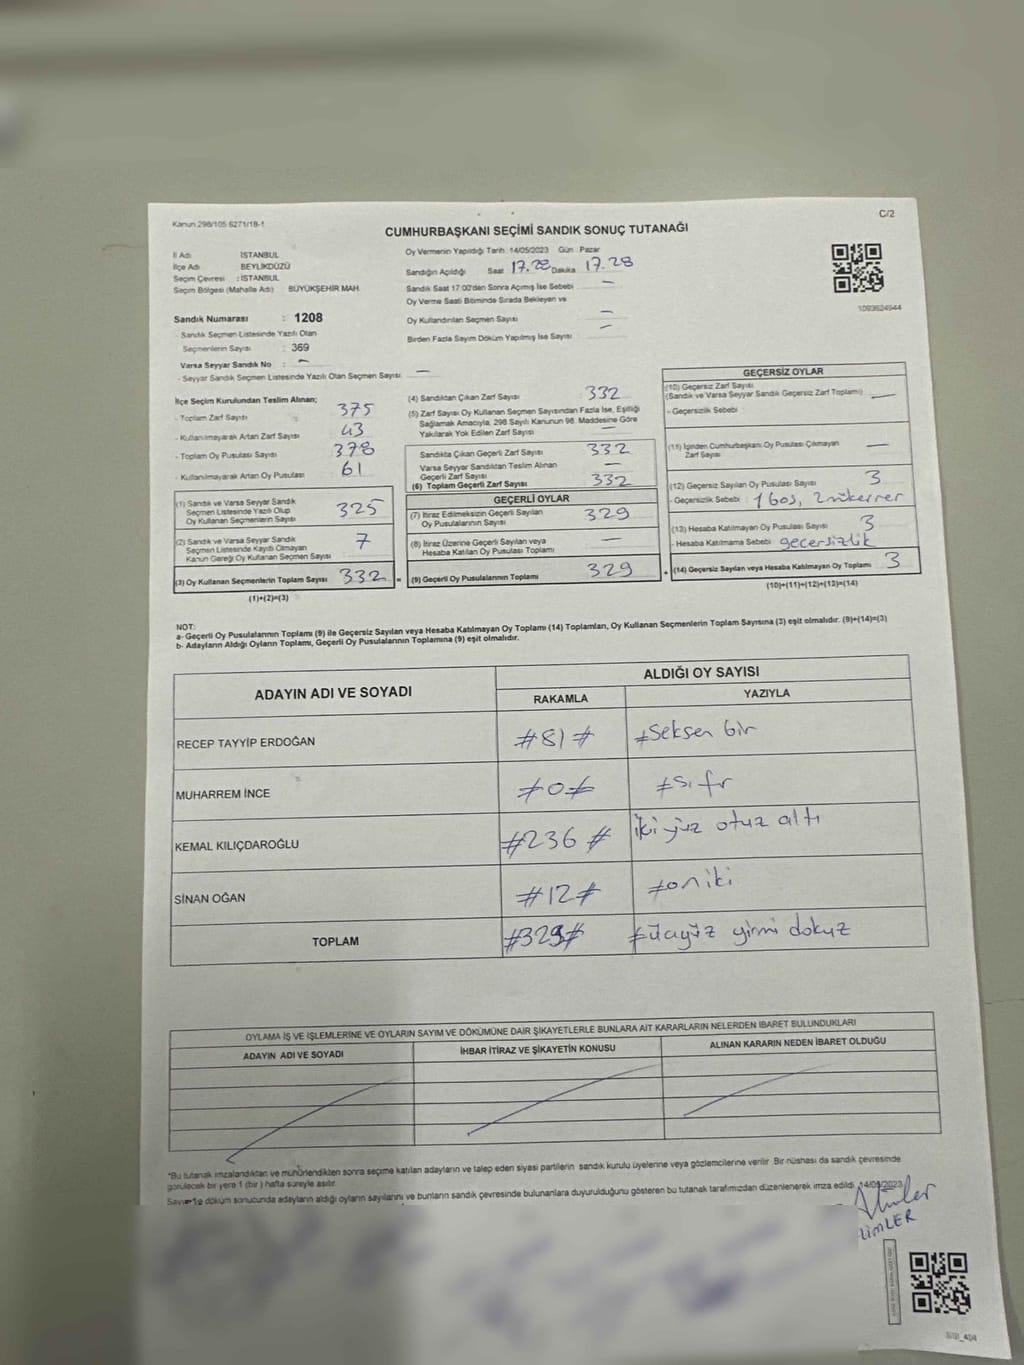 Kanun 298/105 6271/18-1
C/2
CUMHURBAŞKANI SEÇİMİ SANDIK SONUÇ TUTANAĞI
İl Adı İSTANBUL
İlçe Adı BEYLİKDÜZÜ
Seçim Çevresi : İSTANBUL
Seçim Bölgesi (Mahalle Adı) BÜYÜKŞEHİR MAH.
Sandık Numarası : 1208
- Sandık Seçmen Listesinde Yazılı Olan
Seçmenlerin Sayısı : 369
Varsa Seyyar Sandık No : -
- Seyyar Sandık Seçmen Listesinde Yazılı Olan Seçmen Sayısı -
Oy Vermenin Yapıldığı Tarih 14/05/2023 Gün Pazar
Sandığın Açıldığı Saat 17.28 Dakika 17.28
Sandık Saat 17:00'den Sonra Açılmış İse Sebebi -
Oy Verme Saati Bitiminde Sırada Bekleyen ve
Oy Kullandırılan Seçmen Sayısı -
Birden Fazla Sayım Döküm Yapılmış İse Sayısı -
1093624944
İlçe Seçim Kurulundan Teslim Alınan;
- Toplam Zarf Sayısı 375
- Kullanılmayarak Artan Zarf Sayısı 43
- Toplam Oy Pusulası Sayısı 378
- Kullanılmayarak Artan Oy Pusulası 61
(1) Sandık ve Varsa Seyyar Sandık
Seçmen Listesinde Yazılı Olup
Oy Kullanan Seçmenlerin Sayısı 325
(2) Sandık ve Varsa Seyyar Sandık
Seçmen Listesinde Kayıtlı Olmayan
Kanun Gereği Oy Kullanan Seçmen Sayısı 7
(3) Oy Kullanan Seçmenlerin Toplam Sayısı 332 =
(1)+(2)=(3)
(4) Sandıktan Çıkan Zarf Sayısı 332
(5) Zarf Sayısı Oy Kullanan Seçmen Sayısından Fazla İse, Eşitliği
Sağlamak Amacıyla, 298 Sayılı Kanunun 98. Maddesine Göre
Yakılarak Yok Edilen Zarf Sayısı -
Sandıkta Çıkan Geçerli Zarf Sayısı 332
Varsa Seyyar Sandıktan Teslim Alınan
Geçerli Zarf Sayısı -
(6) Toplam Geçerli Zarf Sayısı 332
GEÇERLİ OYLAR
(7) İtiraz Edilmeksizin Geçerli Sayılan
Oy Pusulalarının Sayısı 329
(8) İtiraz Üzerine Geçerli Sayılan veya
Hesaba Katılan Oy Pusulası Toplamı -
(9) Geçerli Oy Pusulalarının Toplamı 329 +
GEÇERSİZ OYLAR
(10) Geçersiz Zarf Sayısı
(Sandık ve Varsa Seyyar Sandık Geçersiz Zarf Toplamı) -
- Geçersizlik Sebebi
(11) İçinden Cumhurbaşkanı Oy Pusulası Çıkmayan
Zarf Sayısı -
(12) Geçersiz Sayılan Oy Pusulası Sayısı 3
- Geçersizlik Sebebi 1 boş, 2 mükerrer
(13) Hesaba Katılmayan Oy Pusulası Sayısı 3
- Hesaba Katılmama Sebebi geçersizlik
(14) Geçersiz Sayılan veya Hesaba Katılmayan Oy Toplamı 3
(10)+(11)+(12)+(13)=(14)
NOT:
a- Geçerli Oy Pusulalarının Toplamı (9) ile Geçersiz Sayılan veya Hesaba Katılmayan Oy Toplamı (14) Toplamları, Oy Kullanan Seçmenlerin Toplam Sayısına (3) eşit olmalıdır. (9)+(14)=(3)
b- Adayların Aldığı Oyların Toplamı, Geçerli Oy Pusulalarının Toplamına (9) eşit olmalıdır.
ADAYIN ADI VE SOYADI
ALDIĞI OY SAYISI
RAKAMLA YAZIYLA
RECEP TAYYİP ERDOĞAN #81# #Seksen bir
MUHARREM İNCE #0# #sıfır
KEMAL KILIÇDAROĞLU #236# iki yüz otuz altı
SİNAN OĞAN #12# #on iki
TOPLAM #329# #üçyüz yirmi dokuz
OYLAMA İŞ VE İŞLEMLERİNE VE OYLARIN SAYIM VE DÖKÜMÜNE DAİR ŞİKAYETLERLE BUNLARA AİT KARARLARIN NELERDEN İBARET BULUNDUKLARI
ADAYIN ADI VE SOYADI İHBAR İTİRAZ VE ŞİKAYETİN KONUSU ALINAN KARARIN NEDEN İBARET OLDUĞU
*Bu tutanak imzalandıktan ve mühürlendikten sonra seçime katılan adayların ve talep eden siyasi partilerin sandık kurulu üyelerine veya gözlemcilerine verilir. Bir nüshası da sandık çevresinde
görülecek bir yere 1 (bir) hafta süreyle asılır.
Sayım ve döküm sonucunda adayların aldığı oyların sayılarını ve bunların sandık çevresinde bulunanlara duyurulduğunu gösteren bu tutanak tarafımızdan düzenlenerek imza edildi. 14/05/2023